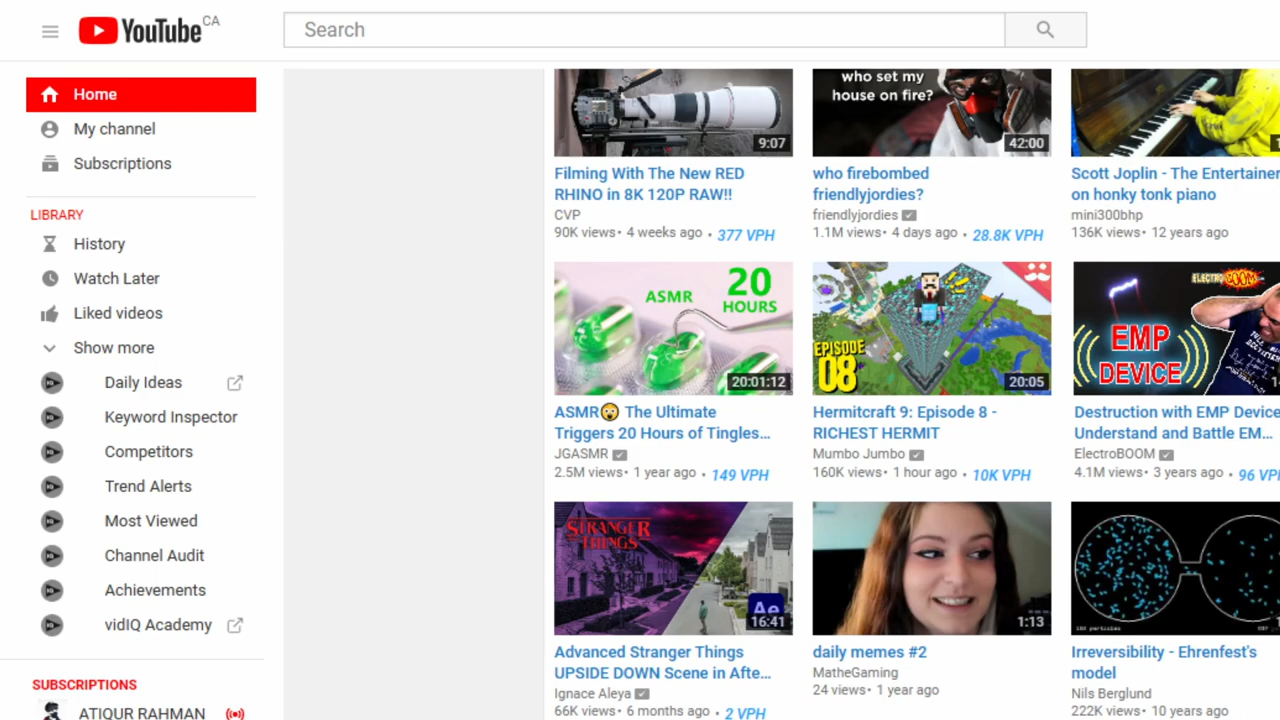 YouTube CA
Search
Home
My channel
Subscriptions
LIBRARY
History
Watch Later
Liked videos
Show more
Daily Ideas
Keyword Inspector
Competitors
Trend Alerts
Most Viewed
Channel Audit
Achievements
vidIQ Academy
SUBSCRIPTIONS
ATIQUR RAHMAN
9:07
Filming With The New RED
RHINO in 8K 120P RAW!!
CVP
90K views• 4 weeks ago • 377 VPH
who set my
house on fire?
42:00
who firebombed
friendlyjordies?
friendlyjordies
1.1M views• 4 days ago • 28.8K VPH
Scott Joplin - The Entertainer
on honky tonk piano
mini300bhp
136K views• 12 years ago
ASMR
20
HOURS
20:01:12
ASMR😲 The Ultimate
Triggers 20 Hours of Tingles...
JGASMR
2.5M views• 1 year ago • 149 VPH
EPISODE
08
20:05
Hermitcraft 9: Episode 8 -
RICHEST HERMIT
Mumbo Jumbo
160K views• 1 hour ago • 10K VPH
ELECTROBOOM
EMP
DEVICE
Destruction with EMP Device
Understand and Battle EM...
ElectroBOOM
4.1M views• 3 years ago • 96 VPH
STRANGER
THINGS
Ae
16:41
Advanced Stranger Things
UPSIDE DOWN Scene in Afte...
Ignace Aleya
66K views• 6 months ago • 2 VPH
1:13
daily memes #2
MatheGaming
24 views• 1 year ago
Irreversibility - Ehrenfest's
model
Nils Berglund
222K views• 10 years ago